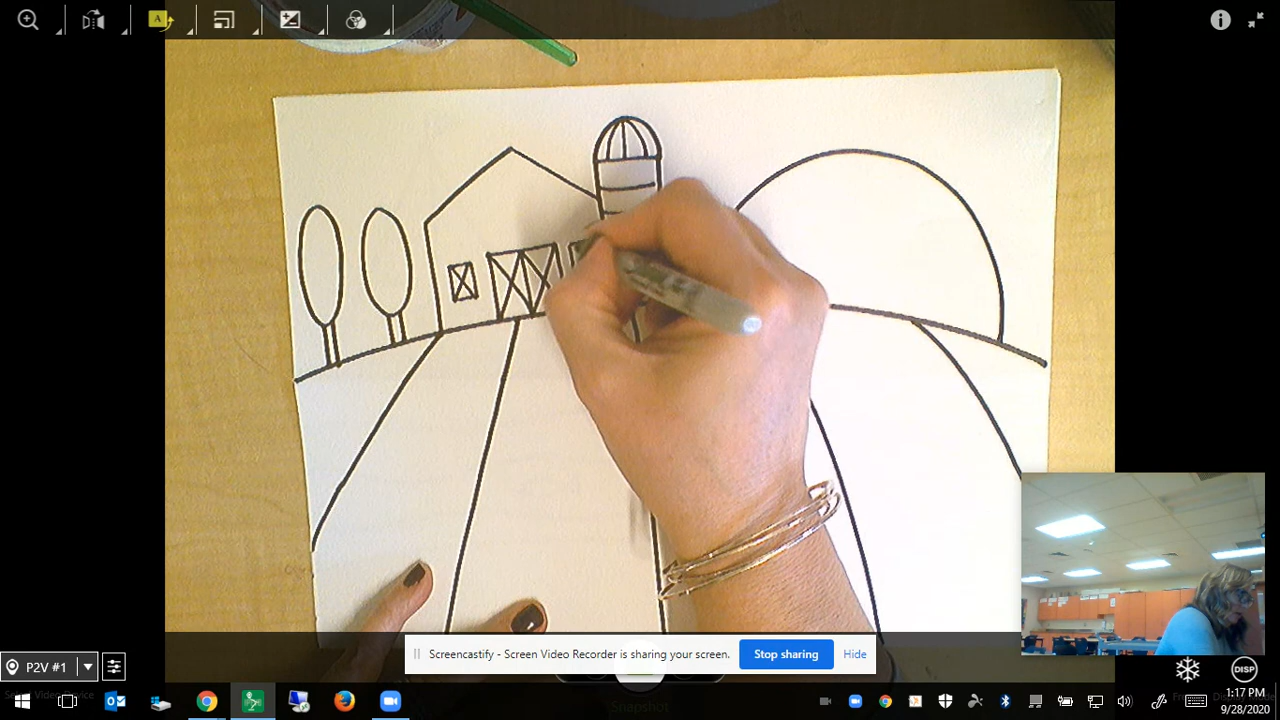 A
P2V #1
Screencastify - Screen Video Recorder is sharing your screen.
Stop sharing
Hide
DISP
Snapshot
1:17 PM
9/28/2020